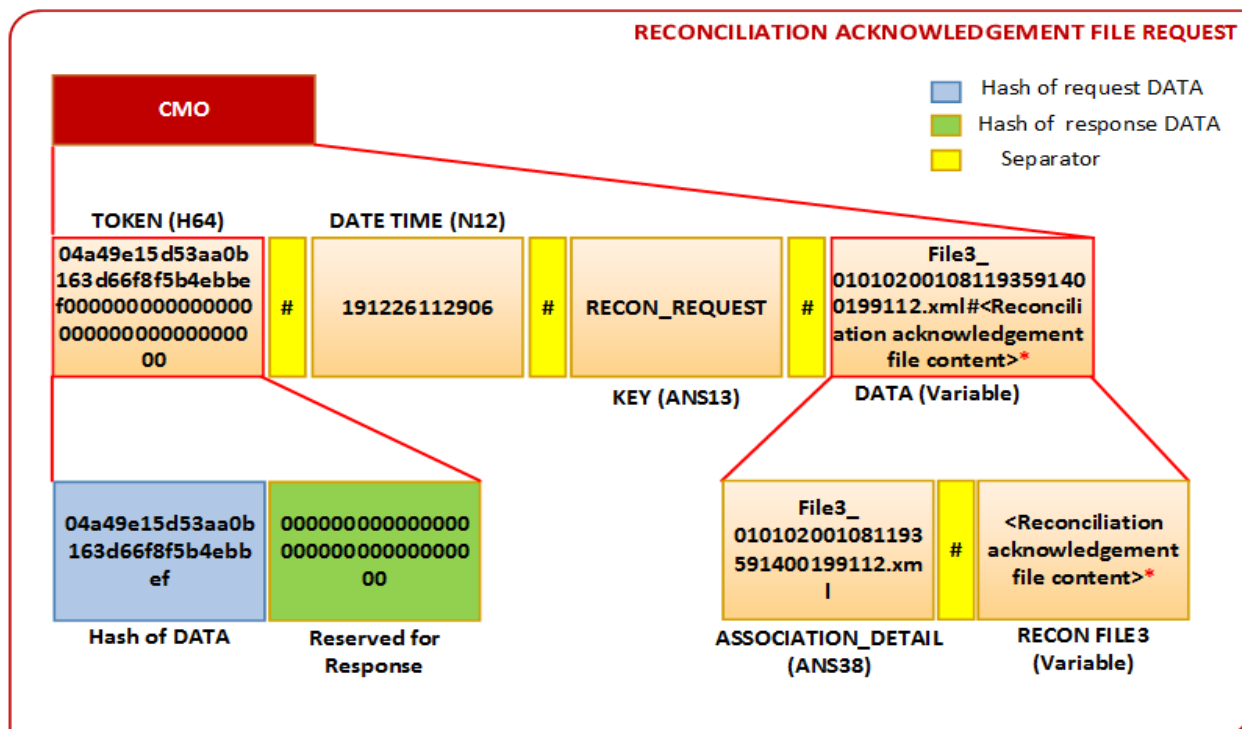 RECONCILIATION ACKNOWLEDGEMENT FILE REQUEST
CMO
Hash of request DATA
Hash of response DATA
Separator
TOKEN (H64)
DATE TIME (N12)
04a49e15d53aa0b
163d66f8f5b4ebbe
f000000000000000
000000000000000
00
#
191226112906
#
RECON_REQUEST
#
File3_
01010200108119359140
0199112.xml#<Reconcili
ation acknowledgement
file content>*
KEY (ANS13)
DATA (Variable)
04a49e15d53aa0b
163d66f8f5b4ebb
ef
000000000000000
000000000000000
00
File3_
010102001081193
591400199112.xm
l
#
<Reconciliation
acknowledgement
file content>*
Hash of DATA
Reserved for
Response
ASSOCIATION_DETAIL
(ANS38)
RECON FILE3
(Variable)